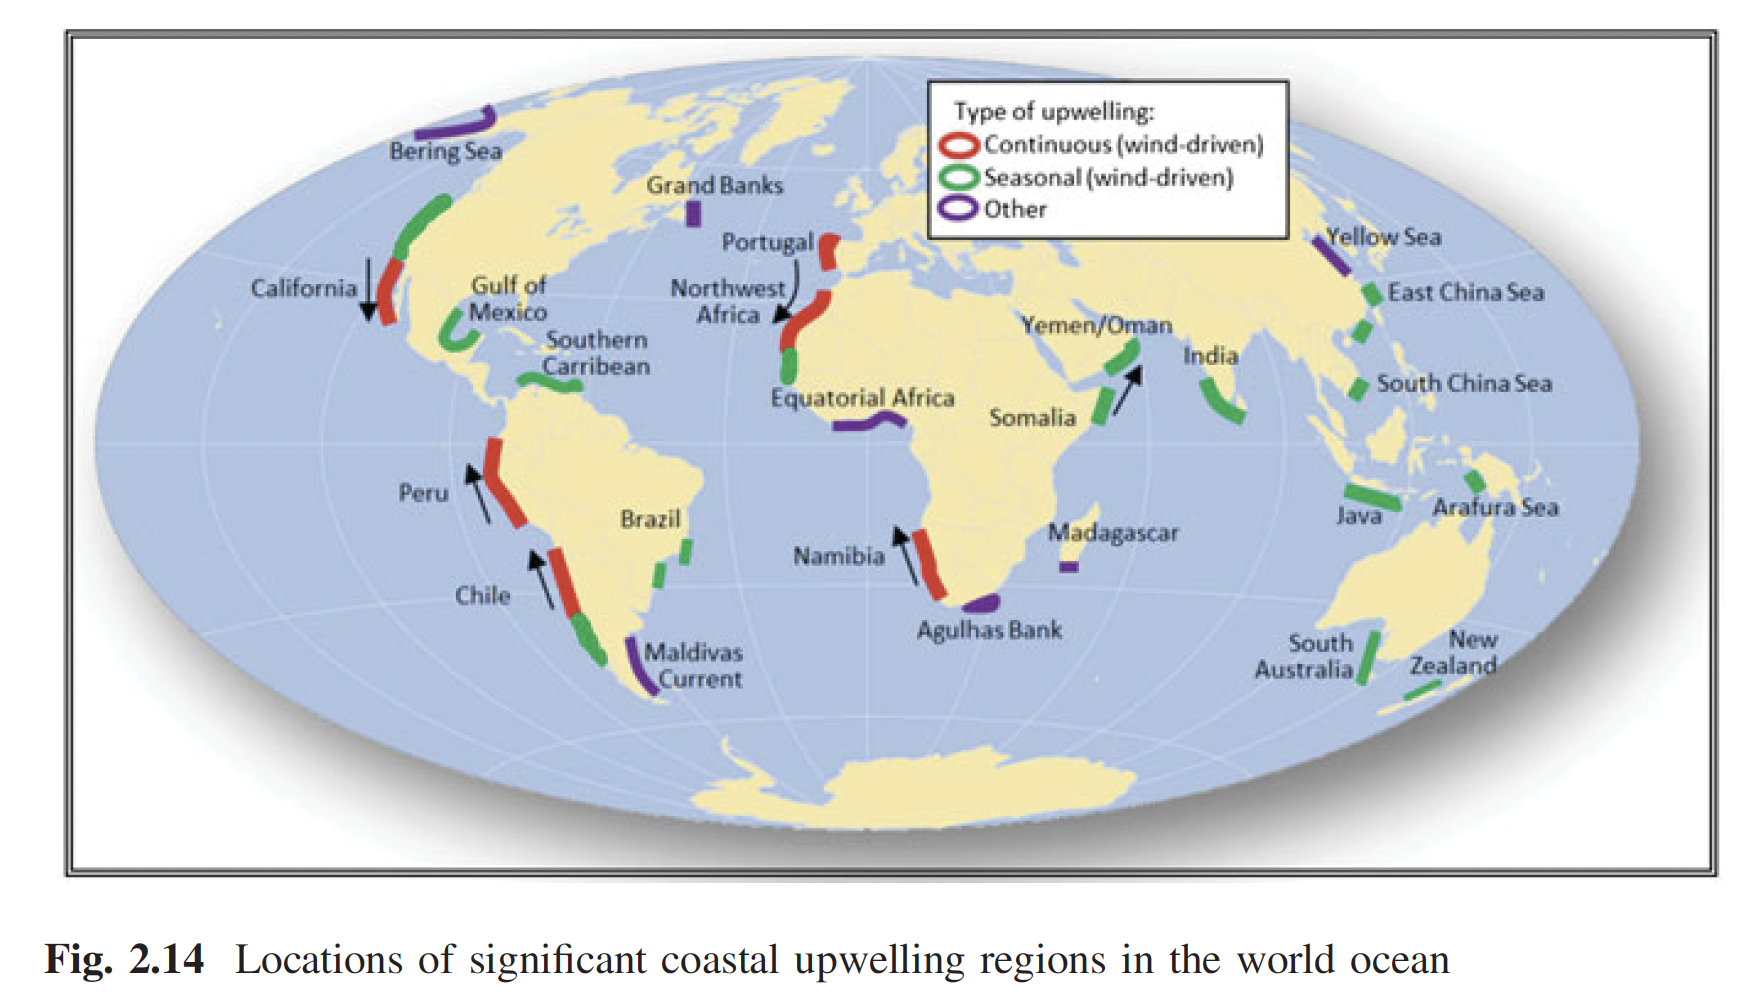 Type of upwelling:
Continuous (wind-driven)
Seasonal (wind-driven)
Other
Bering Sea
Grand Banks
Portugal
Yellow Sea
California
Gulf of
Mexico
Northwest
Africa
East China Sea
Southern
Carribean
Yemen/Oman
India
South China Sea
Equatorial Africa
Somalia
Peru
Brazil
Java
Arafura Sea
Namibia
Madagascar
Chile
Agulhas Bank
Maldivas
Current
South
Australia
New
Zealand
Fig. 2.14 Locations of significant coastal upwelling regions in the world ocean